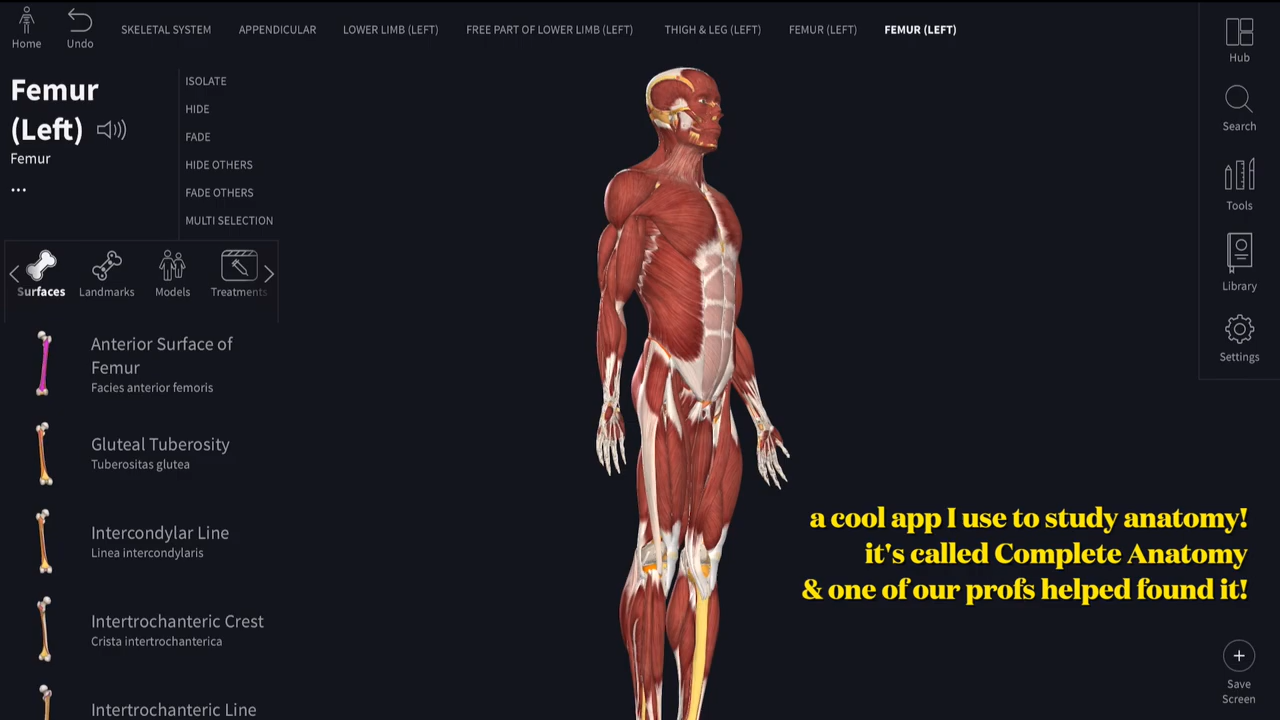 Home
Undo
SKELETAL SYSTEM
APPENDICULAR
LOWER LIMB (LEFT)
FREE PART OF LOWER LIMB (LEFT)
THIGH & LEG (LEFT)
FEMUR (LEFT)
FEMUR (LEFT)
Femur
(Left)
Femur
...
ISOLATE
HIDE
FADE
HIDE OTHERS
FADE OTHERS
MULTI SELECTION
Surfaces
Landmarks
Models
Treatments
Anterior Surface of
Femur
Facies anterior femoris
Gluteal Tuberosity
Tuberositas glutea
Intercondylar Line
Linea intercondylaris
Intertrochanteric Crest
Crista intertrochanterica
Intertrochanteric Line
Hub
Search
Tools
Library
Settings
a cool app I use to study anatomy!
it's called Complete Anatomy
& one of our profs helped found it!
Save
Screen